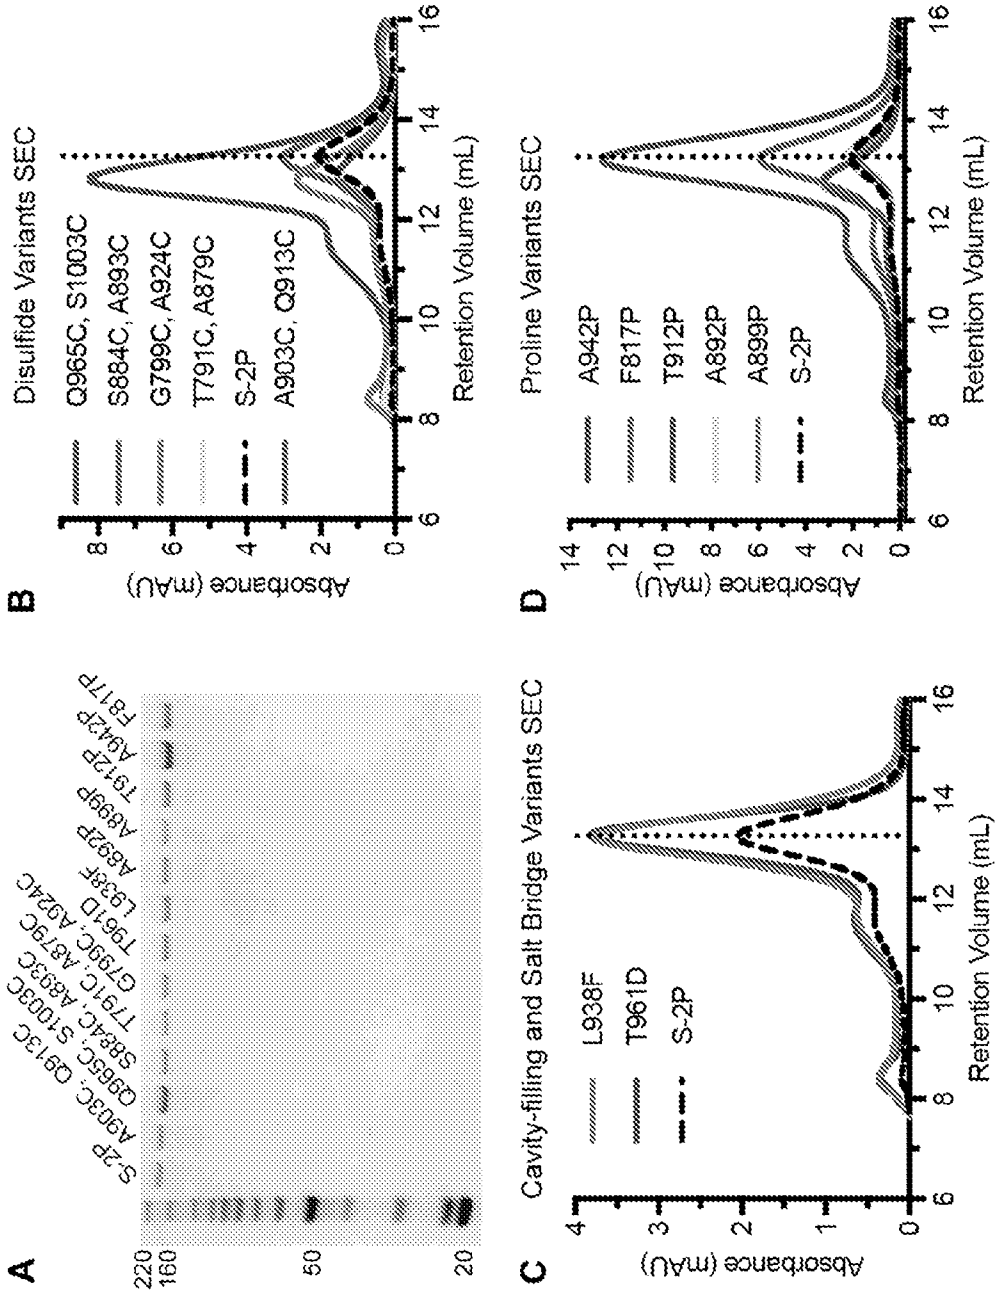 A
220
160
50
20
S-2P
A903C, Q913C
Q965C, S1003C
S884C, A893C
T791C, A879C
G799C, A924C
T961D
L938F
A892P
A899P
T912P
A942P
F817P
B
Disulfide Variants SEC
Absorbance (mAU)
8
6
4
2
0
Q965C, S1003C
S884C, A893C
G799C, A924C
T791C, A879C
S-2P
A903C, Q913C
6
8
10
12
14
16
Retention Volume (mL)
C
Cavity-filling and Salt Bridge Variants SEC
Absorbance (mAU)
4
3
2
1
0
L938F
T961D
S-2P
6
8
10
12
14
16
Retention Volume (mL)
D
Proline Variants SEC
Absorbance (mAU)
14
12
10
8
6
4
2
0
A942P
F817P
T912P
A892P
A899P
S-2P
6
8
10
12
14
16
Retention Volume (mL)